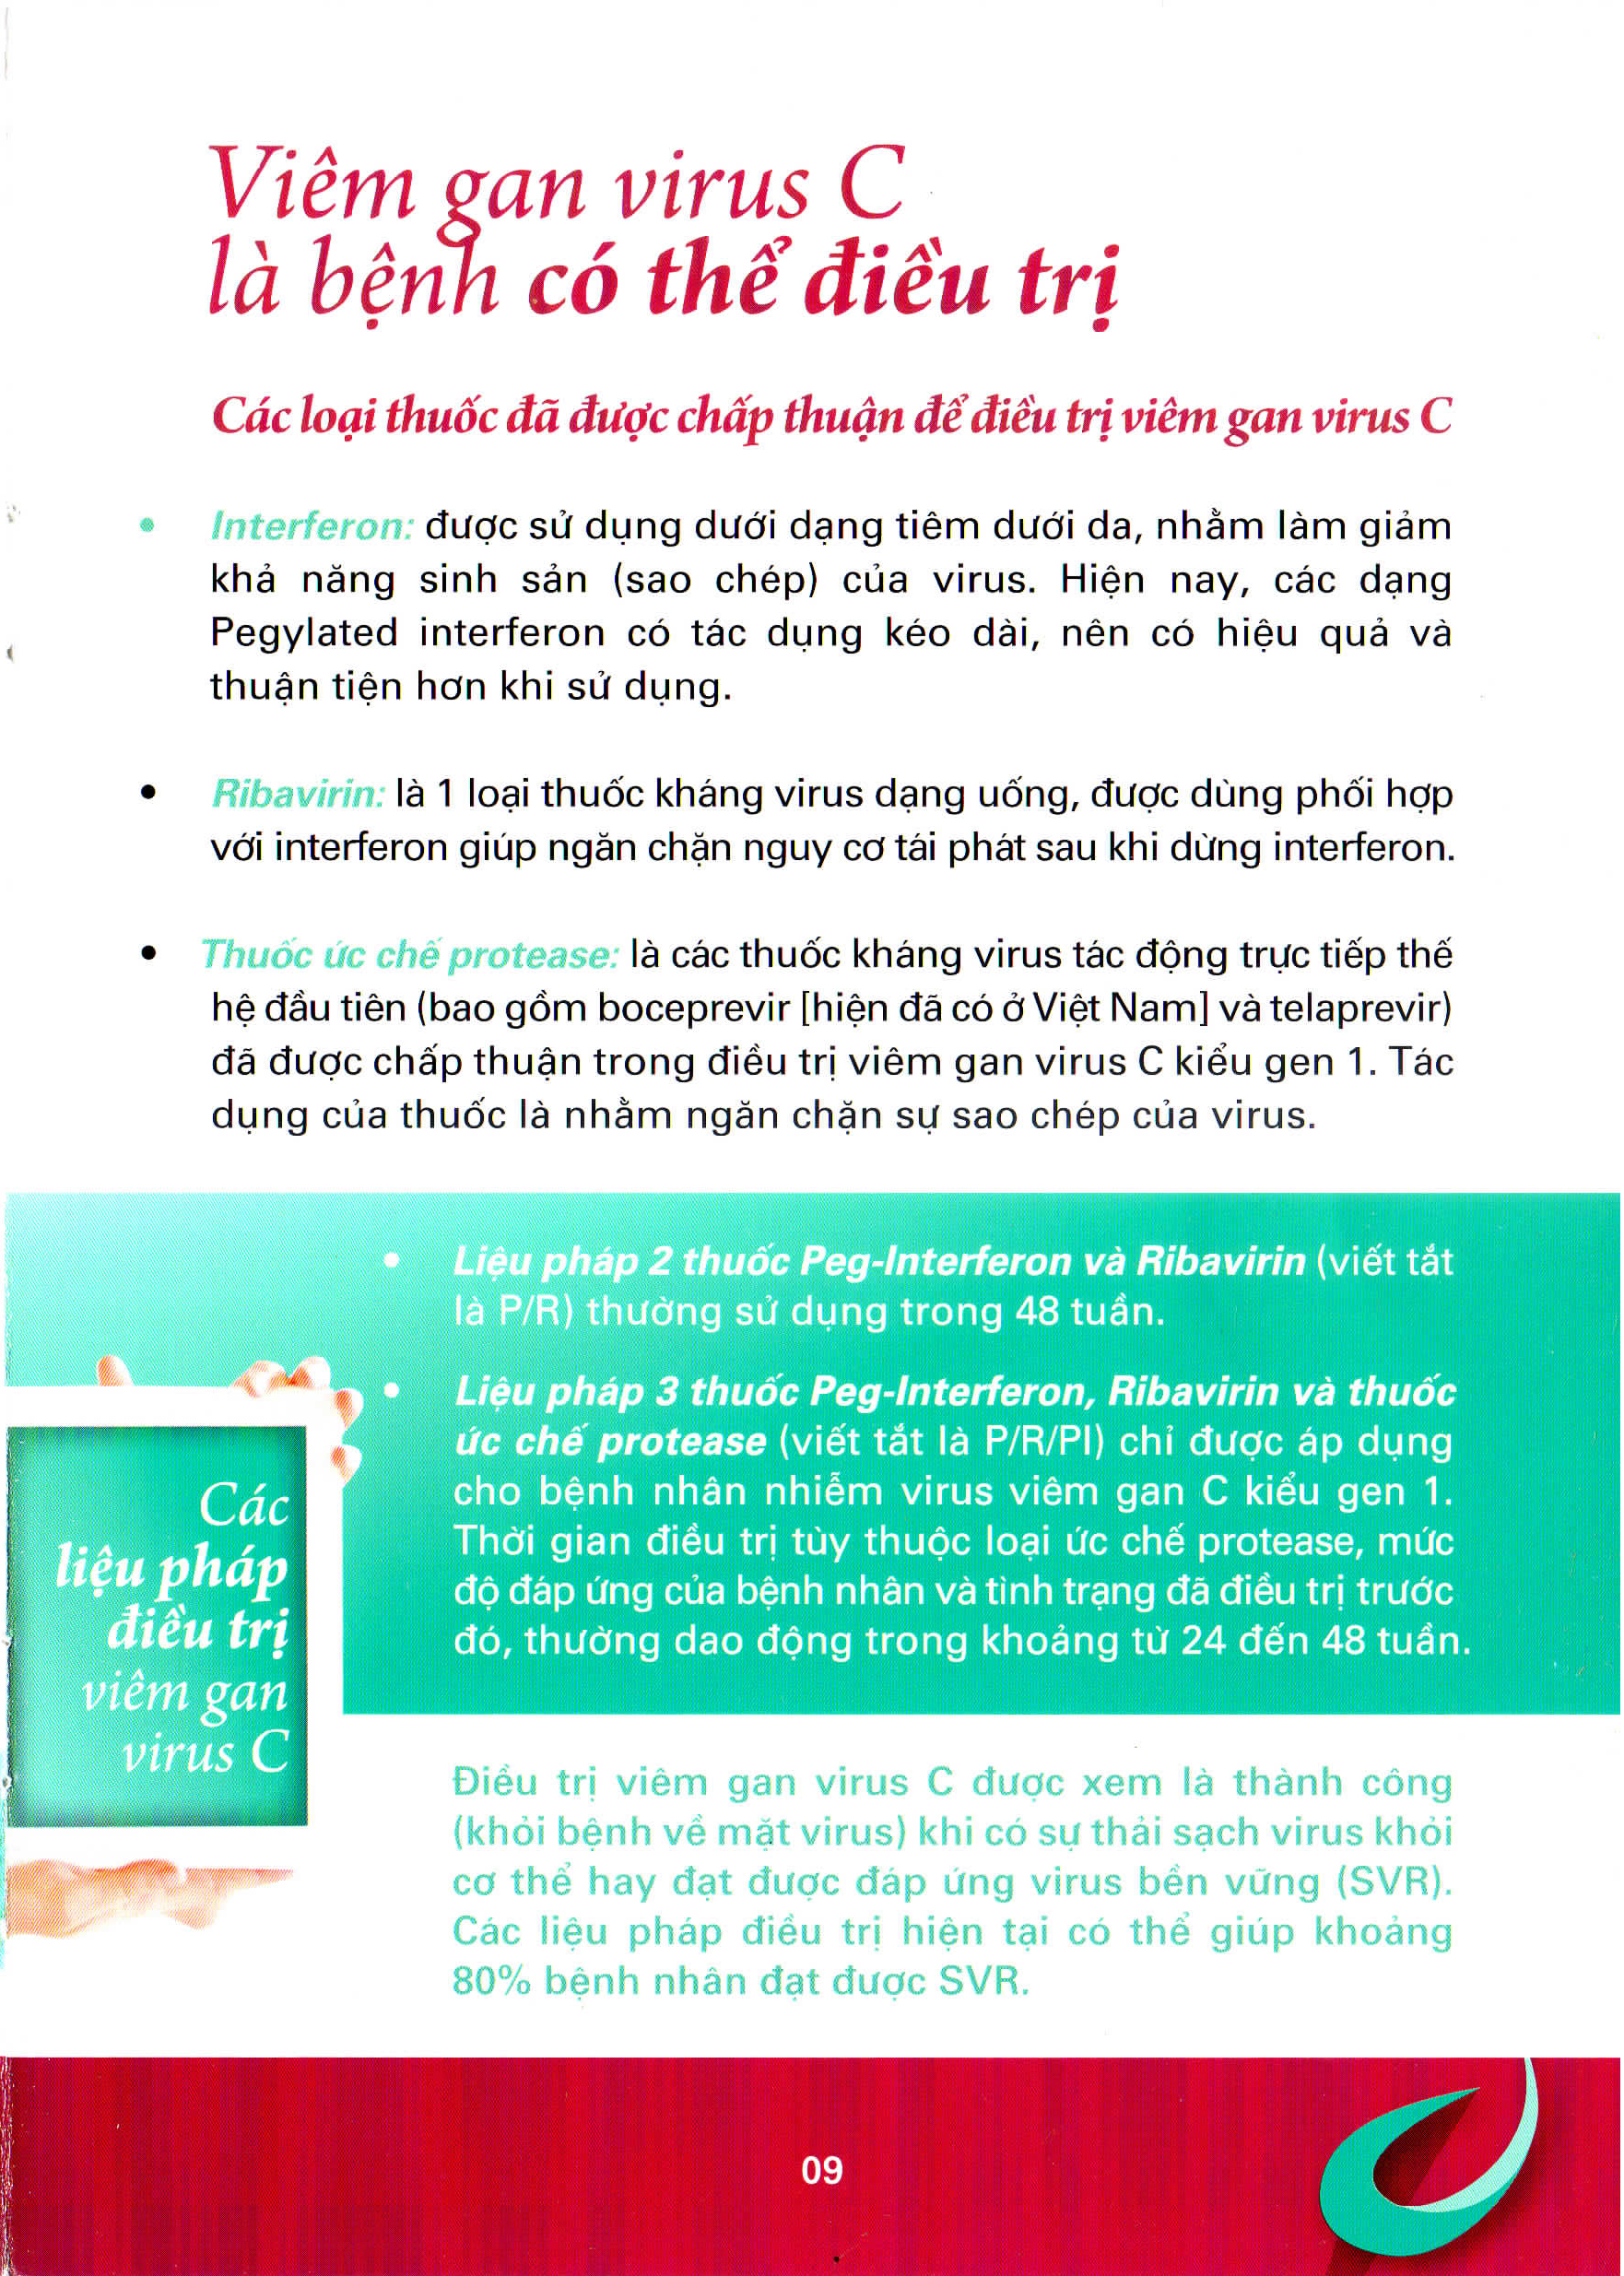 Viêm gan virus C
là bệnh có thể điều trị
Các loại thuốc đã được chấp thuận để điều trị viêm gan virus C
• Interferon: được sử dụng dưới dạng tiêm dưới da, nhằm làm giảm
khả năng sinh sản (sao chép) của virus. Hiện nay, các dạng
Pegylated interferon có tác dụng kéo dài, nên có hiệu quả và
thuận tiện hơn khi sử dụng.
• Ribavirin: là 1 loại thuốc kháng virus dạng uống, được dùng phối hợp
với interferon giúp ngăn chặn nguy cơ tái phát sau khi dừng interferon.
• Thuốc ức chế protease: là các thuốc kháng virus tác động trực tiếp thế
hệ đầu tiên (bao gồm boceprevir [hiện đã có ở Việt Nam] và telaprevir)
đã được chấp thuận trong điều trị viêm gan virus C kiểu gen 1. Tác
dụng của thuốc là nhằm ngăn chặn sự sao chép của virus.
Các
liệu pháp
điều trị
viêm gan
virus C
• Liệu pháp 2 thuốc Peg-Interferon và Ribavirin (viết tắt
là P/R) thường sử dụng trong 48 tuần.
• Liệu pháp 3 thuốc Peg-Interferon, Ribavirin và thuốc
ức chế protease (viết tắt là P/R/PI) chỉ được áp dụng
cho bệnh nhân nhiễm virus viêm gan C kiểu gen 1.
Thời gian điều trị tùy thuộc loại ức chế protease, mức
độ đáp ứng của bệnh nhân và tình trạng đã điều trị trước
đó, thường dao động trong khoảng từ 24 đến 48 tuần.
Điều trị viêm gan virus C được xem là thành công
(khỏi bệnh về mặt virus) khi có sự thải sạch virus khỏi
cơ thể hay đạt được đáp ứng virus bền vững (SVR).
Các liệu pháp điều trị hiện tại có thể giúp khoảng
80% bệnh nhân đạt được SVR.
09